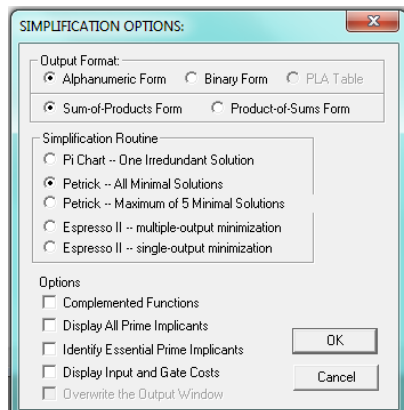 SIMPLIFICATION OPTIONS:
Output Format:
Alphanumeric Form Binary Form PLA Table
Sum-of-Products Form Product-of-Sums Form
Simplification Routine
Pi Chart -- One Irredundant Solution
Petrick -- All Minimal Solutions
Petrick -- Maximum of 5 Minimal Solutions
Espresso II -- multiple-output minimization
Espresso II -- single-output minimization
Options
Complemented Functions
Display All Prime Implicants
Identify Essential Prime Implicants
Display Input and Gate Costs
Overwrite the Output Window
OK
Cancel